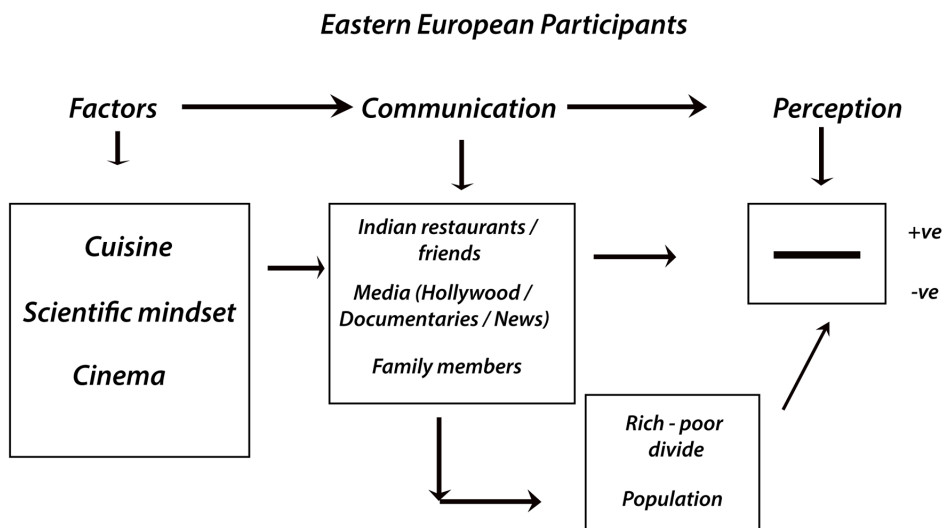 Eastern European Participants
Factors
Communication
Perception
Cuisine
Scientific mindset
Cinema
Indian restaurants /
friends
Media (Hollywood /
Documentaries / News)
Family members
+ve
-ve
Rich - poor
divide
Population